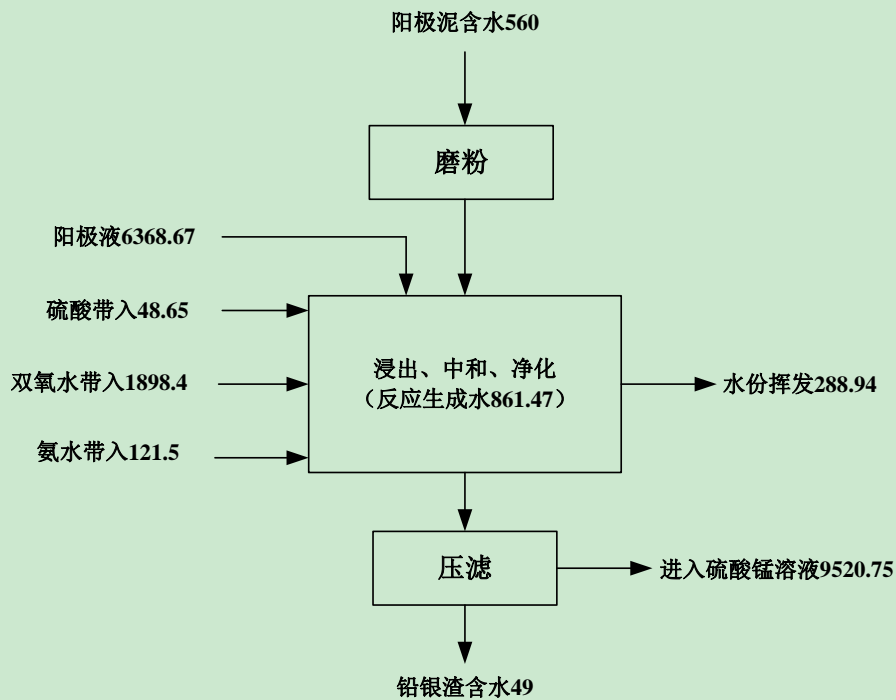 阳极泥含水560
磨粉
阳极液6368.67
硫酸带入48.65
双氧水带入1898.4
氨水带入121.5
浸出、中和、净化
（反应生成水861.47）
水份挥发288.94
压滤
进入硫酸锰溶液9520.75
铅银渣含水49